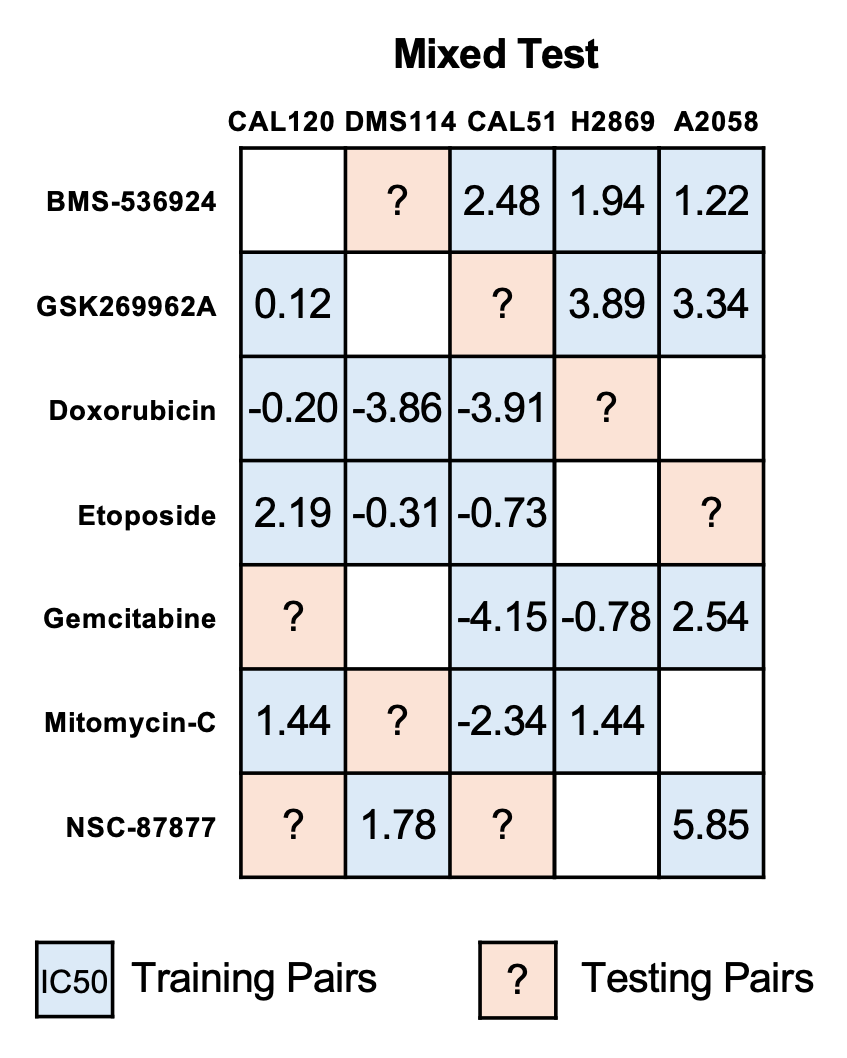 Mixed Test
CAL120 DMS114 CAL51 H2869 A2058
BMS-536924 ? 2.48 1.94 1.22
GSK269962A 0.12 ? 3.89 3.34
Doxorubicin -0.20 -3.86 -3.91 ?
Etoposide 2.19 -0.31 -0.73 ?
Gemcitabine ? -4.15 -0.78 2.54
Mitomycin-C 1.44 ? -2.34 1.44
NSC-87877 ? 1.78 ? 5.85
IC50 Training Pairs ? Testing Pairs